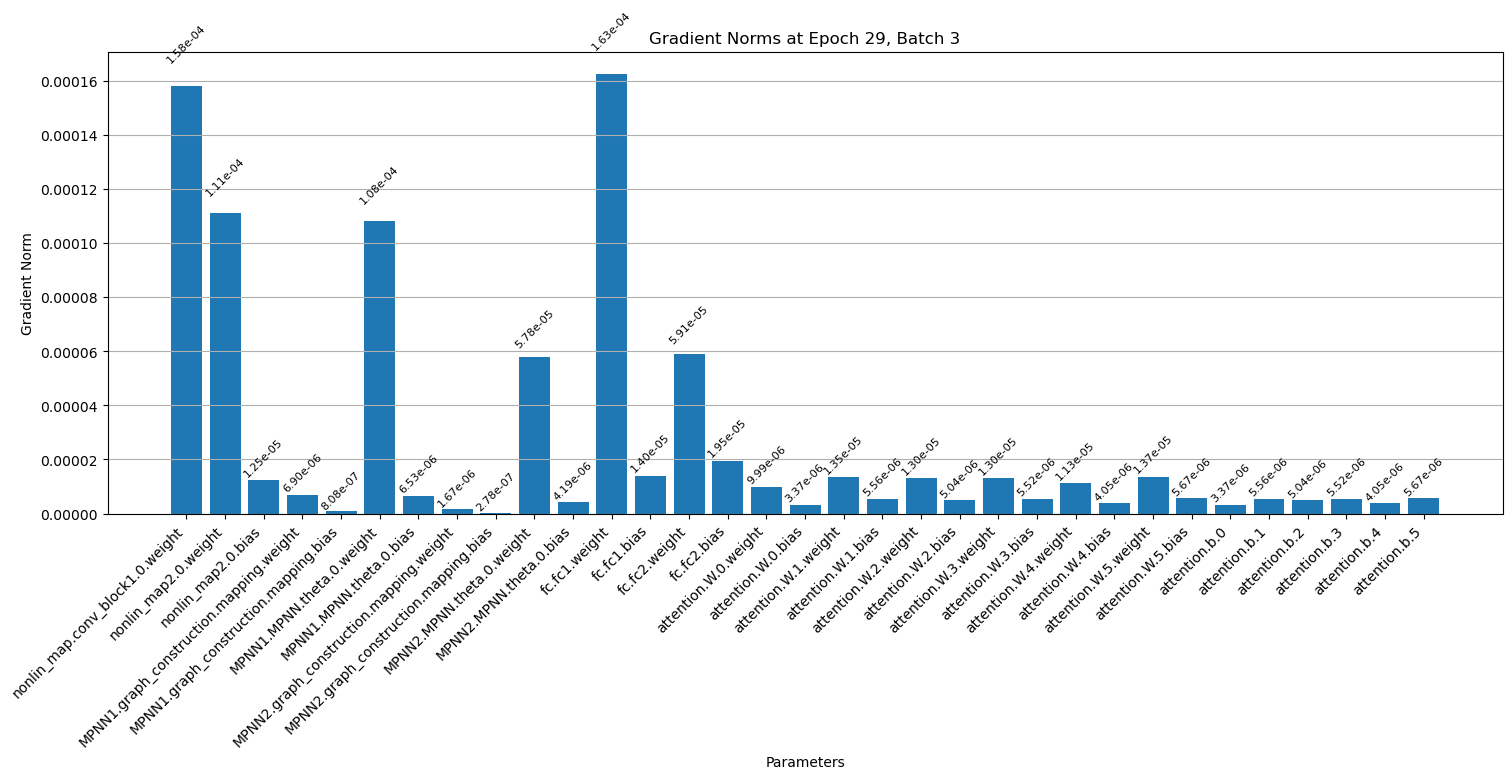 Gradient Norms at Epoch 29, Batch 3
Gradient Norm
0.00016
0.00014
0.00012
0.00010
0.00008
0.00006
0.00004
0.00002
0.00000
1.58e-04
1.11e-04
1.25e-05
6.90e-06
8.08e-07
1.08e-04
6.53e-06
1.67e-06
2.78e-07
5.78e-05
4.19e-06
1.63e-04
1.40e-05
5.91e-05
1.95e-05
9.99e-06
3.37e-06
1.35e-05
5.56e-06
1.30e-05
5.04e-06
1.30e-05
5.52e-06
1.13e-05
4.05e-06
1.37e-05
5.67e-06
3.37e-06
5.56e-06
5.04e-06
5.52e-06
4.05e-06
5.67e-06
nonlin_map.conv_block1.0.weight
nonlin_map2.0.weight
nonlin_map2.0.bias
MPNN1.graph_construction.mapping.weight
MPNN1.graph_construction.mapping.bias
MPNN1.MPNN.theta.0.weight
MPNN1.MPNN.theta.0.bias
MPNN2.graph_construction.mapping.weight
MPNN2.graph_construction.mapping.bias
MPNN2.MPNN.theta.0.weight
MPNN2.MPNN.theta.0.bias
fc.fc1.weight
fc.fc1.bias
fc.fc2.weight
fc.fc2.bias
attention.W.0.weight
attention.W.0.bias
attention.W.1.weight
attention.W.1.bias
attention.W.2.weight
attention.W.2.bias
attention.W.3.weight
attention.W.3.bias
attention.W.4.weight
attention.W.4.bias
attention.W.5.weight
attention.W.5.bias
attention.b.0
attention.b.1
attention.b.2
attention.b.3
attention.b.4
attention.b.5
Parameters